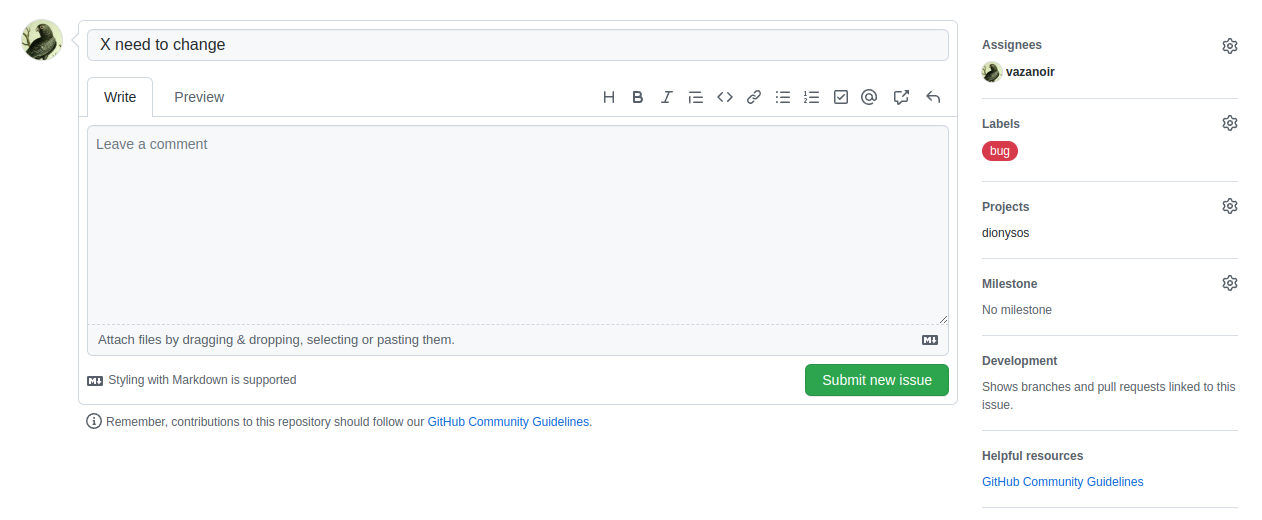 X need to change
Write Preview
Leave a comment
Attach files by dragging & dropping, selecting or pasting them.
Styling with Markdown is supported
Submit new issue
Remember, contributions to this repository should follow our GitHub Community Guidelines.
Assignees
vazanoir
Labels
bug
Projects
dionysos
Milestone
No milestone
Development
Shows branches and pull requests linked to this
issue.
Helpful resources
GitHub Community Guidelines